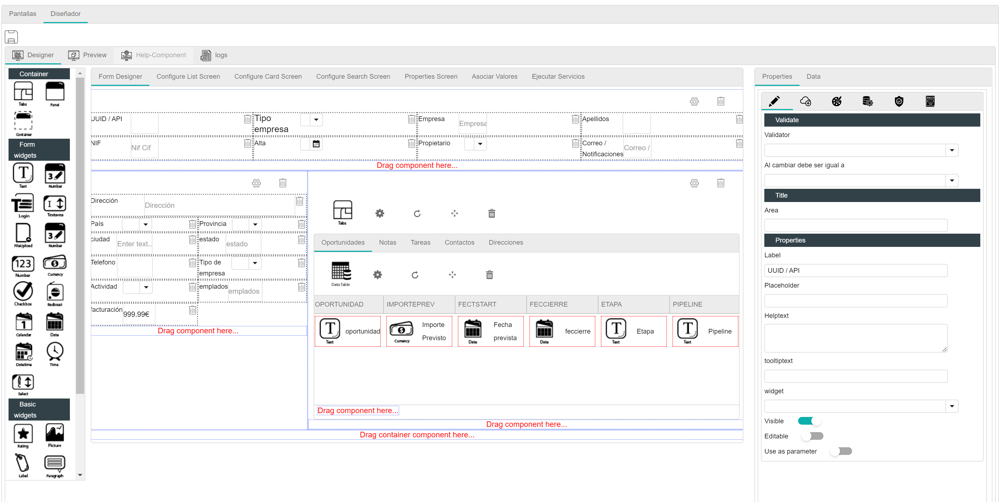 Pantallas Diseñador
Designer Preview Help-Component logs
Container
Tabs Panel
Container
Form
widgets
Text Number
Login Textarea
FileUpload Number
Number Currency
Checkbox Radioset
Calendar Date
Datetime Time
Select
Basic
widgets
Rating Picture
Label Paragraph
Form Designer Configure List Screen Configure Card Screen Configure Search Screen Properties Screen Asociar Valores Ejecutar Servicios
UUID / API Tipo Empresa Empresa Apellidos
empresa
NIF Nif Cif Alta Propietario Correo / Correo /
Notificaciones
Drag component here...
Dirección Dirección
País Provincia
ciudad Enter text.. estado estado
Telefono Tipo de
empresa
Actividad emplados emplados
facturación 999.99€
Drag component here...
Tabs
Oportunidades Notas Tareas Contactos Direcciones
Data Table
OPORTUNIDAD IMPORTEPREV FECTSTART FECCIERRE ETAPA PIPELINE
Text oportunidad Currency Importe Previsto Date Fecha prevista Date feccierre Text Etapa Text Pipeline
Drag component here...
Drag component here...
Drag container component here...
Properties Data
RULES
Validate
Validator
Al cambiar debe ser igual a
Title
Area
Properties
Label
UUID / API
Placeholder
Helptext
tooltiptext
widget
Visible
Editable
Use as parameter